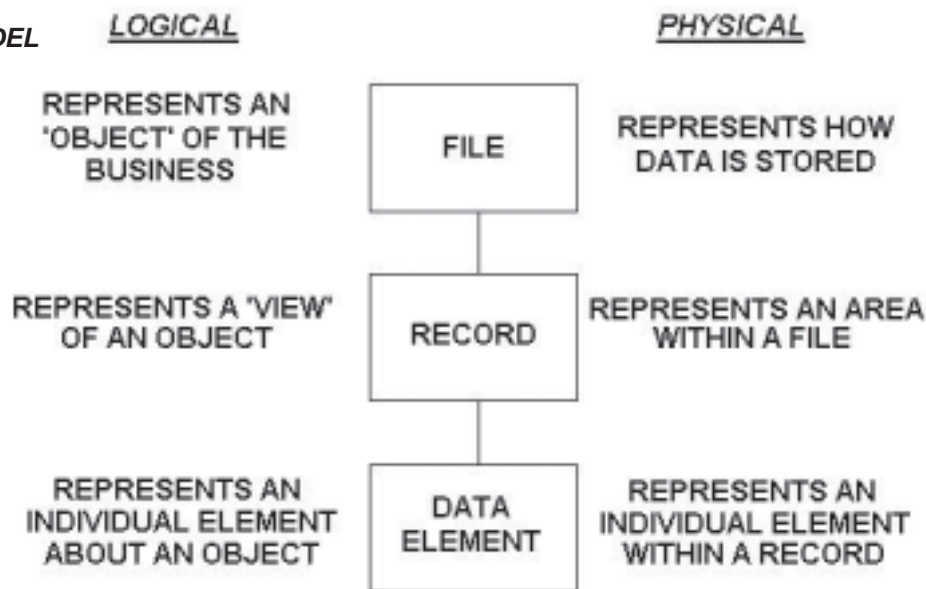 DEL
LOGICAL
PHYSICAL
REPRESENTS AN
'OBJECT' OF THE
BUSINESS
FILE
REPRESENTS HOW
DATA IS STORED
REPRESENTS A 'VIEW'
OF AN OBJECT
RECORD
REPRESENTS AN AREA
WITHIN A FILE
REPRESENTS AN
INDIVIDUAL ELEMENT
ABOUT AN OBJECT
DATA
ELEMENT
REPRESENTS AN
INDIVIDUAL ELEMENT
WITHIN A RECORD